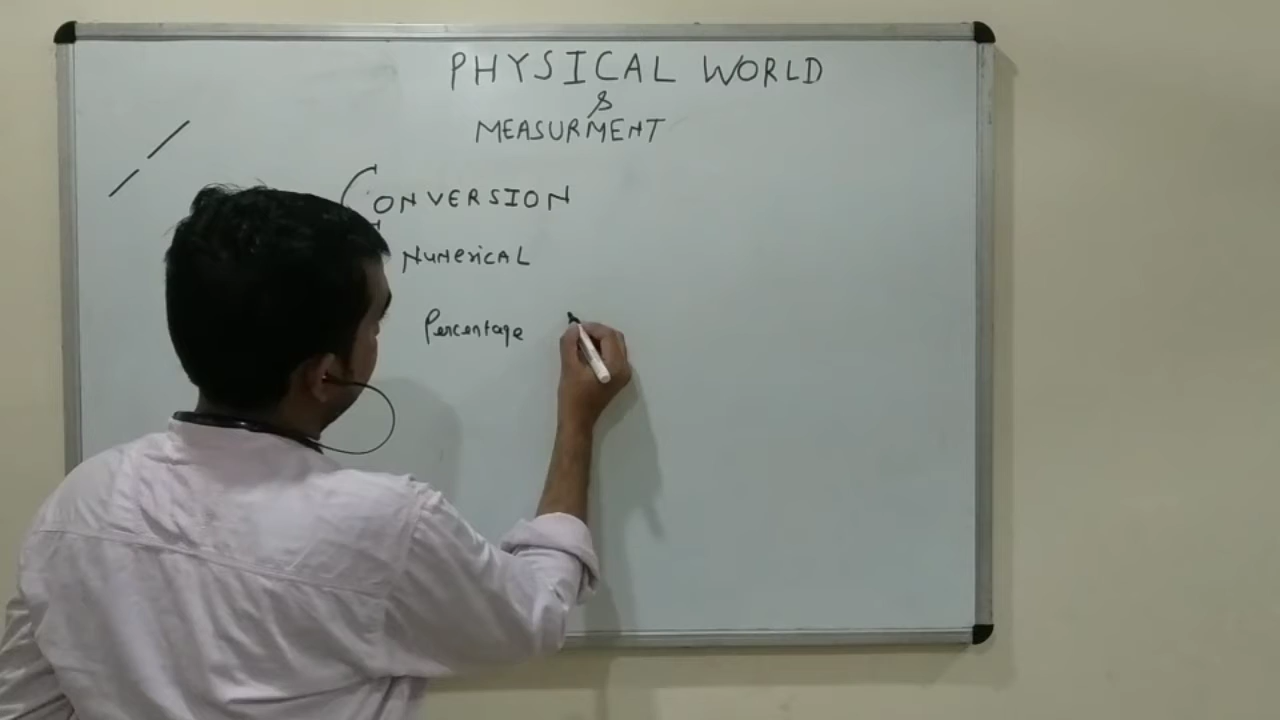 PHYSICAL WORLD
&
MEASURMENT
CONVERSION
NUMERICAL
Percentage